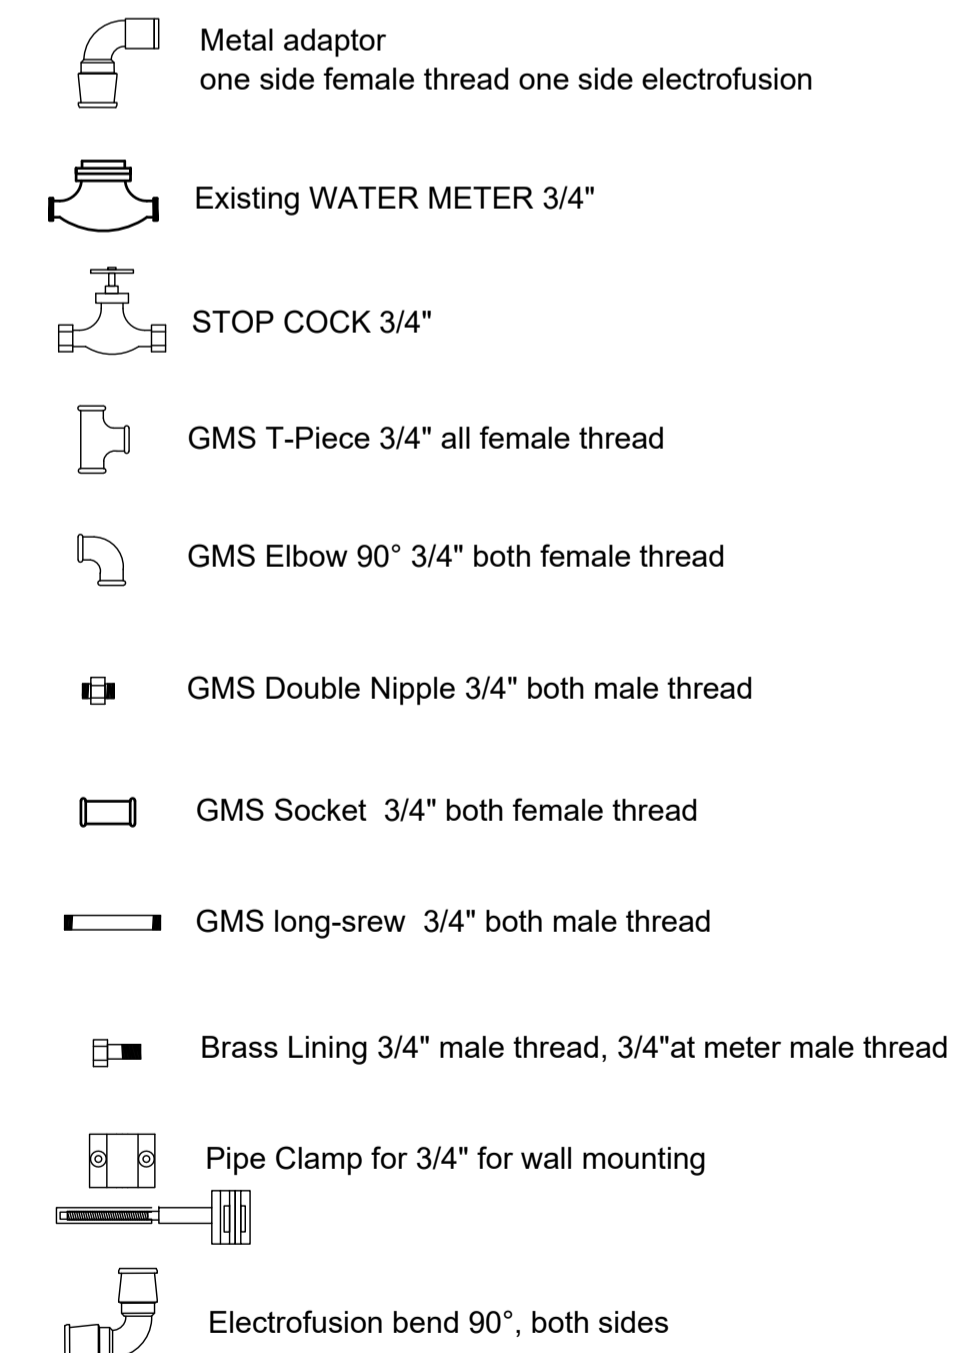 Metal adaptor
one side female thread one side electrofusion
Existing WATER METER 3/4"
STOP COCK 3/4"
GMS T-Piece 3/4" all female thread
GMS Elbow 90° 3/4" both female thread
GMS Double Nipple 3/4" both male thread
GMS Socket  3/4" both female thread
GMS long-srew  3/4" both male thread
Brass Lining 3/4" male thread, 3/4"at meter male thread
Pipe Clamp for 3/4" for wall mounting
Electrofusion bend 90°, both sides